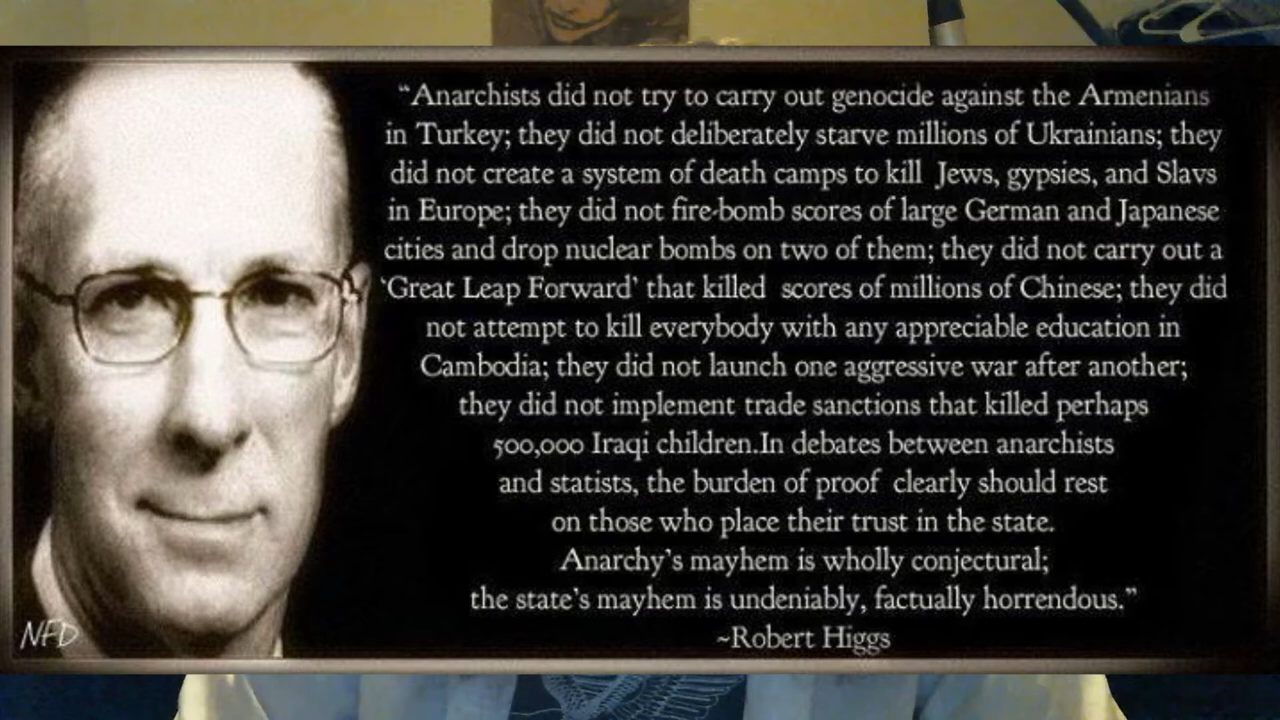 “Anarchists did not try to carry out genocide against the Armenians
in Turkey; they did not deliberately starve millions of Ukrainians; they
did not create a system of death camps to kill Jews, gypsies, and Slavs
in Europe; they did not fire-bomb scores of large German and Japanese
cities and drop nuclear bombs on two of them; they did not carry out a
‘Great Leap Forward’ that killed scores of millions of Chinese; they did
not attempt to kill everybody with any appreciable education in
Cambodia; they did not launch one aggressive war after another;
they did not implement trade sanctions that killed perhaps
500,000 Iraqi children.In debates between anarchists
and statists, the burden of proof clearly should rest
on those who place their trust in the state.
Anarchy’s mayhem is wholly conjectural;
the state’s mayhem is undeniably, factually horrendous.”
~Robert Higgs
NFD